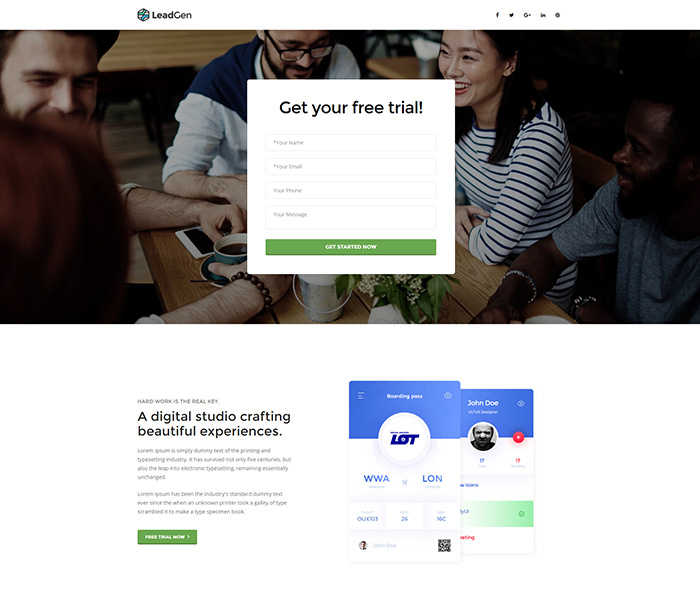 LeadGen
Get your free trial!
*Your Name
*Your Email
Your Phone
Your Message
GET STARTED NOW
HARD WORK IS THE REAL KEY.
A digital studio crafting
beautiful experiences.
Lorem Ipsum is simply dummy text of the printing and
typesetting industry. It has survived not only five centuries, but
also the leap into electronic typesetting, remaining essentially
unchanged.
Lorem Ipsum has been the industry's standard dummy text
ever since the when an unknown printer took a galley of type
scrambled it to make a type specimen book.
FREE TRIAL NOW
Boarding pass
LOT
WWA
LON
OUX103
26
16C
John Doe
John Doe
UI/UX Designer
17
17
w icons
yUI
eeting